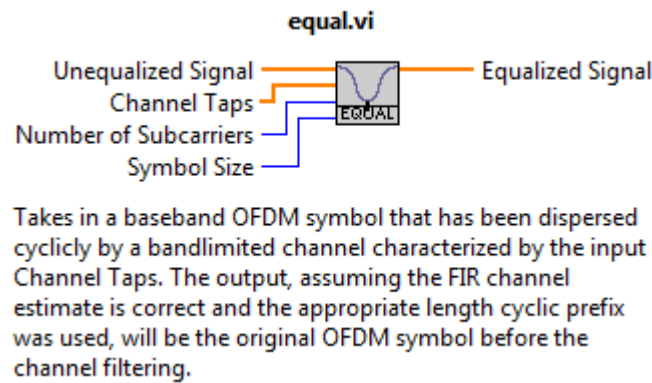 equal.vi
Unequalized Signal
Equalized Signal
Channel Taps
EQUAL
Number of Subcarriers
Symbol Size
Takes in a baseband OFDM symbol that has been dispersed
cyclicly by a bandlimited channel characterized by the input
Channel Taps. The output, assuming the FIR channel
estimate is correct and the appropriate length cyclic prefix
was used, will be the original OFDM symbol before the
channel filtering.